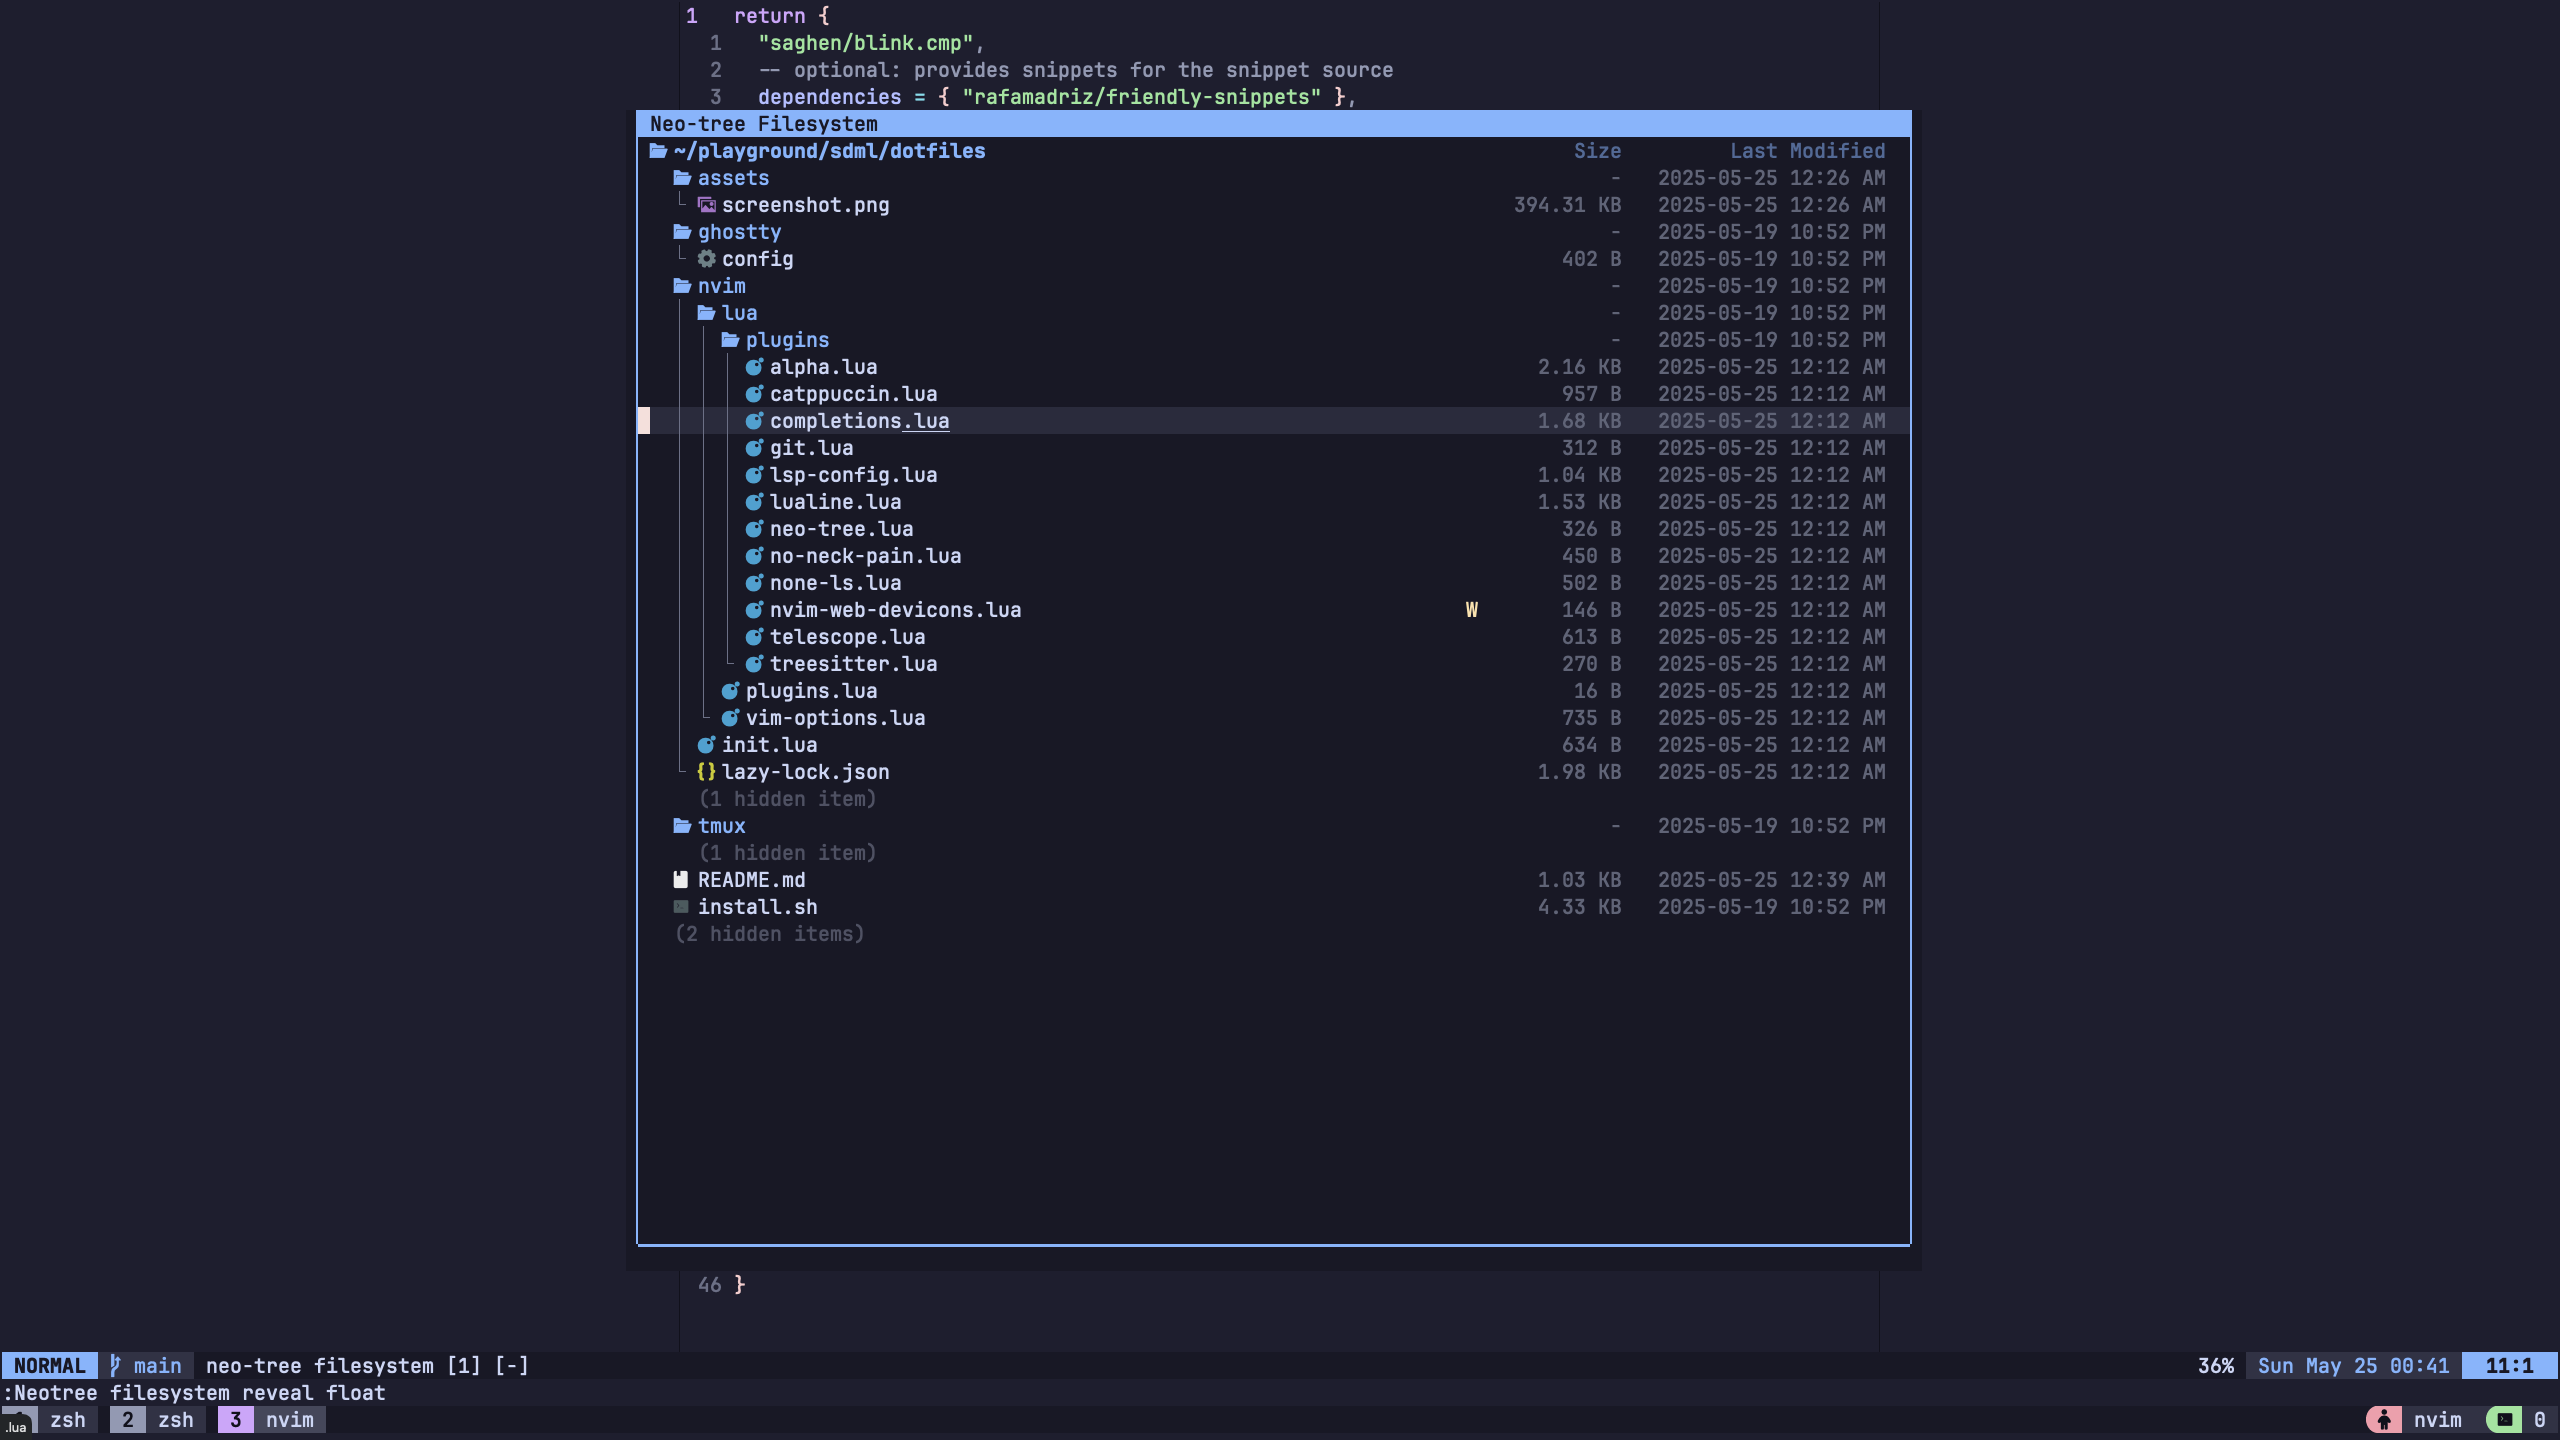 1 return {
1 "saghen/blink.cmp",
2 -- optional: provides snippets for the snippet source
3 dependencies = { "rafamadriz/friendly-snippets" },
Neo-tree Filesystem
~/playground/sdml/dotfiles Size Last Modified
assets - 2025-05-25 12:26 AM
screenshot.png 394.31 KB 2025-05-25 12:26 AM
ghostty - 2025-05-19 10:52 PM
config 402 B 2025-05-19 10:52 PM
nvim - 2025-05-19 10:52 PM
lua - 2025-05-19 10:52 PM
plugins - 2025-05-19 10:52 PM
alpha.lua 2.16 KB 2025-05-25 12:12 AM
catppuccin.lua 957 B 2025-05-25 12:12 AM
completions.lua 1.68 KB 2025-05-25 12:12 AM
git.lua 312 B 2025-05-25 12:12 AM
lsp-config.lua 1.04 KB 2025-05-25 12:12 AM
lualine.lua 1.53 KB 2025-05-25 12:12 AM
neo-tree.lua 326 B 2025-05-25 12:12 AM
no-neck-pain.lua 450 B 2025-05-25 12:12 AM
none-ls.lua 502 B 2025-05-25 12:12 AM
nvim-web-devicons.lua W 146 B 2025-05-25 12:12 AM
telescope.lua 613 B 2025-05-25 12:12 AM
treesitter.lua 270 B 2025-05-25 12:12 AM
plugins.lua 16 B 2025-05-25 12:12 AM
vim-options.lua 735 B 2025-05-25 12:12 AM
init.lua 634 B 2025-05-25 12:12 AM
{} lazy-lock.json 1.98 KB 2025-05-25 12:12 AM
(1 hidden item)
tmux - 2025-05-19 10:52 PM
(1 hidden item)
README.md 1.03 KB 2025-05-25 12:39 AM
install.sh 4.33 KB 2025-05-19 10:52 PM
(2 hidden items)
46 }
NORMAL main neo-tree filesystem [1] [-] 36% Sun May 25 00:41 11:1
:Neotree filesystem reveal float
.lua zsh 2 zsh 3 nvim nvim 0